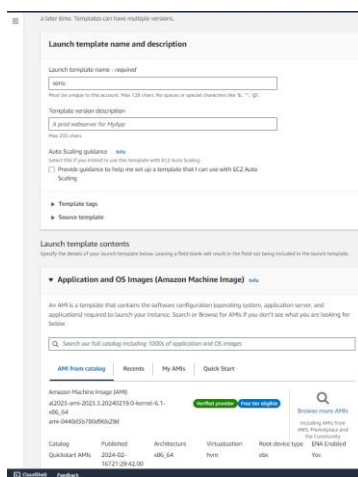 a later time. Templates can have multiple versions.
Launch template name and description
Launch template name - required
sonu
Must be unique to this account. Max 128 chars. No spaces or special characters like '&', '*', '@'.
Template version description
A prod webserver for MyApp
Max 255 chars
Auto Scaling guidance Info
Select this if you intend to use this template with EC2 Auto Scaling
Provide guidance to help me set up a template that I can use with EC2 Auto
Scaling
Template tags
Source template
Launch template contents
Specify the details of your launch template below. Leaving a field blank will result in the field not being included in the launch template.
Application and OS Images (Amazon Machine Image) Info
An AMI is a template that contains the software configuration (operating system, application server, and
applications) required to launch your instance. Search or Browse for AMIs if you don't see what you are looking for
below
Search our full catalog including 1000s of application and OS images
AMI from catalog Recents My AMIs Quick Start
Amazon Machine Image (AMI)
al2023-ami-2023.3.20240219.0-kernel-6.1-
x86_64
Verified provider Free tier eligible
ami-0440d3b780d96b29d
Browse more AMIs
Including AMIs from
AWS, Marketplace and
the Community
Catalog Published Architecture Virtualization Root device type ENA Enabled
Quickstart AMIs 2024-02- x86_64 hvm ebs Yes
16T21:29:42.00
CloudShell Feedback